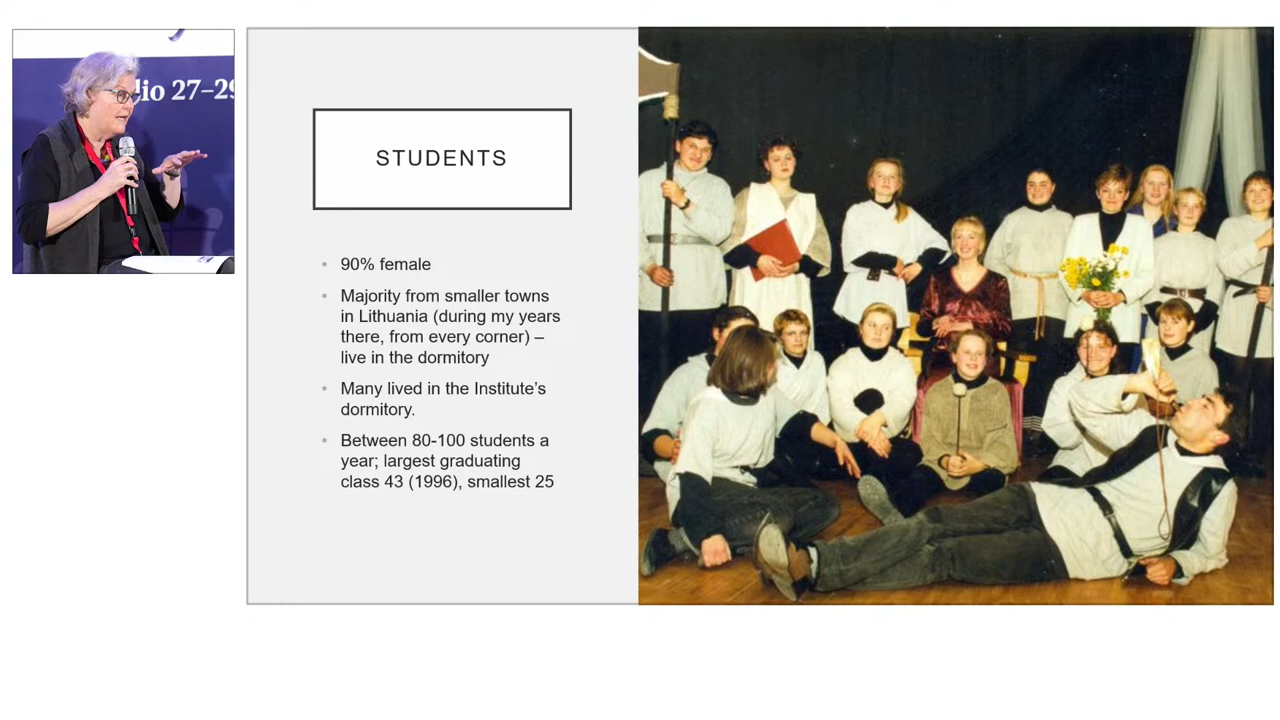 dio 27–29
STUDENTS
• 90% female
• Majority from smaller towns
in Lithuania (during my years
there, from every corner) –
live in the dormitory
• Many lived in the Institute’s
dormitory.
• Between 80-100 students a
year; largest graduating
class 43 (1996), smallest 25